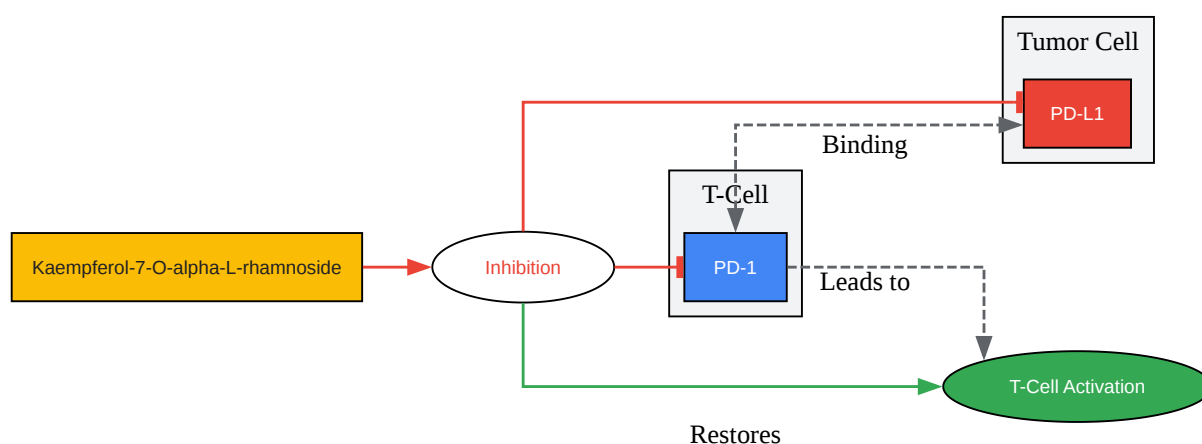 Tumor Cell
PD-L1
Binding
T-Cell
Kaempferol-7-O-alpha-L-rhamnoside
Inhibition
PD-1
Leads to
T-Cell Activation
Restores